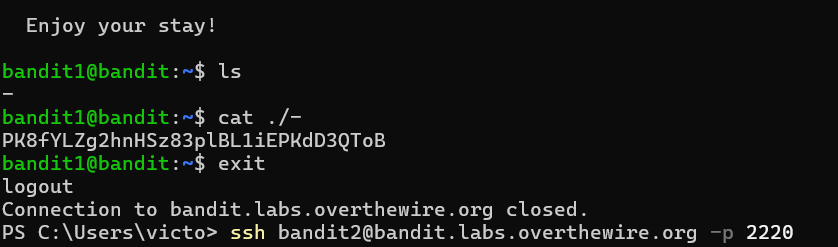 Enjoy your stay!
bandit1@bandit:~$ ls
-
bandit1@bandit:~$ cat ./-
PK8fYLZg2hnHSz83plBL1iEPKdD3QToB
bandit1@bandit:~$ exit
logout
Connection to bandit.labs.overthewire.org closed.
PS C:\Users\victo> ssh bandit2@bandit.labs.overthewire.org -p 2220